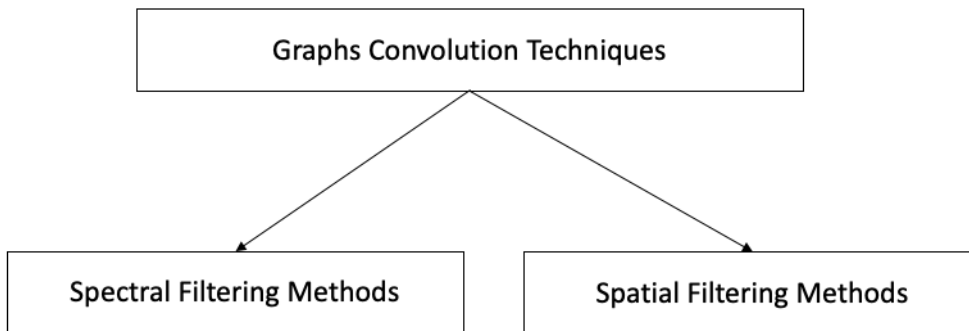 Graphs Convolution Techniques
Spectral Filtering Methods
Spatial Filtering Methods